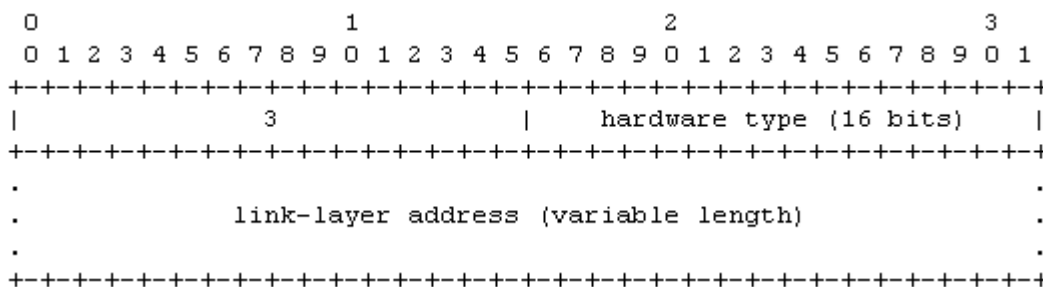 0                   1                   2                   3
0 1 2 3 4 5 6 7 8 9 0 1 2 3 4 5 6 7 8 9 0 1 2 3 4 5 6 7 8 9 0 1
+-+-+-+-+-+-+-+-+-+-+-+-+-+-+-+-+-+-+-+-+-+-+-+-+-+-+-+-+-+-+-+-+
|               3               |    hardware type (16 bits)    |
+-+-+-+-+-+-+-+-+-+-+-+-+-+-+-+-+-+-+-+-+-+-+-+-+-+-+-+-+-+-+-+-+
.                                                               .
.             link-layer address (variable length)              .
.                                                               .
+-+-+-+-+-+-+-+-+-+-+-+-+-+-+-+-+-+-+-+-+-+-+-+-+-+-+-+-+-+-+-+-+